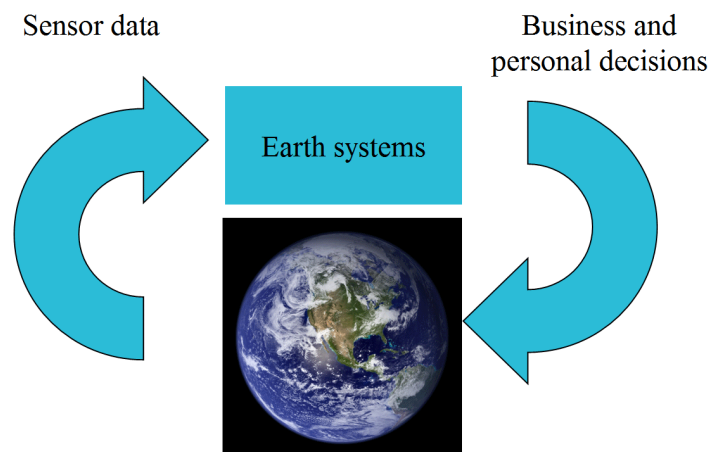 Sensor data
Business and
personal decisions
Earth systems